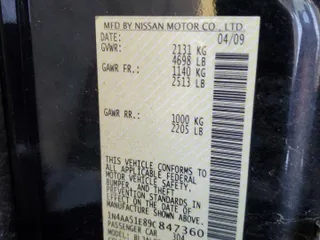 MFD BY NISSAN MOTOR CO., LTD.
DATE: 04/09
GVWR: 2131 KG
4698 LB
GAWR FR.: 1140 KG
2513 LB
GAWR RR.: 1000 KG
2205 LB
THIS VEHICLE CONFORMS TO
ALL APPLICABLE FEDERAL
MOTOR VEHICLE SAFETY,
BUMPER, AND THEFT
PREVENTION STANDARDS IN
EFFECT ON THE DATE OF
MANUFACTURE SHOWN ABOVE.
1N4AA51E89C847360
PASSENGER CAR
304